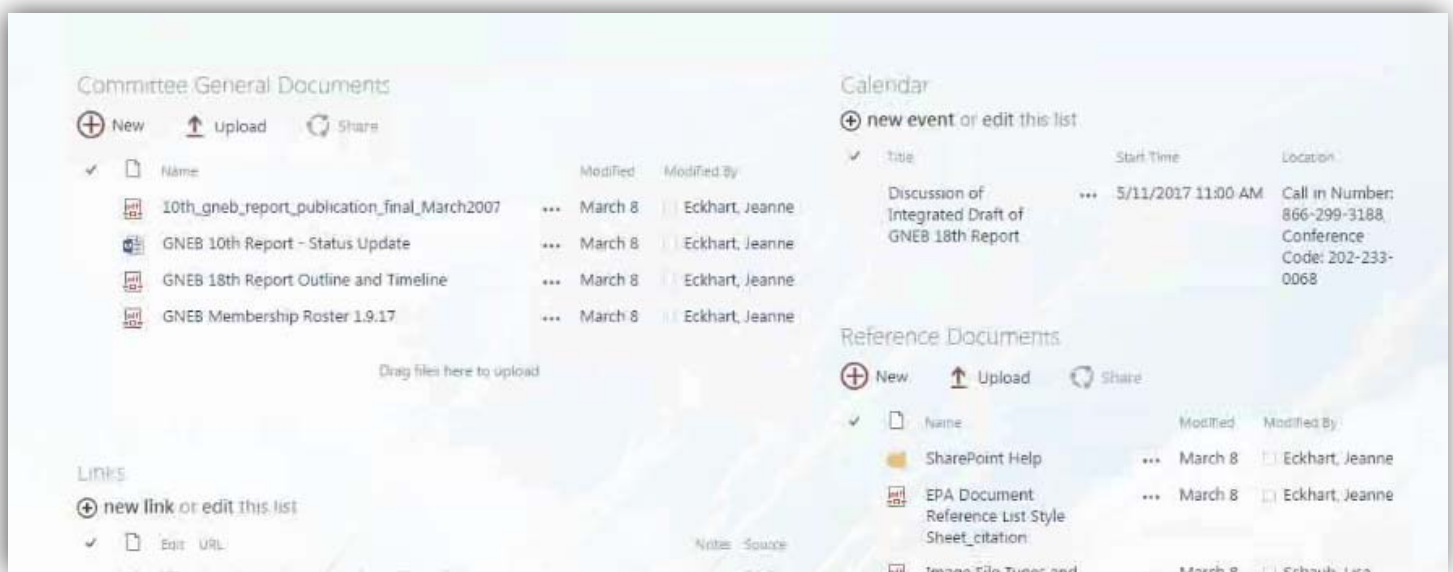 Committee General Documents
New Upload Share
Name Modified Modified By
10th_gneb_report_publication_final_March2007 ... March 8 Eckhart, Jeanne
GNEB 10th Report - Status Update ... March 8 Eckhart, Jeanne
GNEB 18th Report Outline and Timeline ... March 8 Eckhart, Jeanne
GNEB Membership Roster 1.9.17 ... March 8 Eckhart, Jeanne
Drag files here to upload
Links
new link or edit this list
Edit URL Notes Source
Calendar
new event or edit this list
Title Start Time Location
Discussion of ... 5/11/2017 11:00 AM Call in Number:
Integrated Draft of 866-299-3188
GNEB 18th Report Conference
Code: 202-233-
0068
Reference Documents
New Upload Share
Name Modified Modified By
SharePoint Help ... March 8 Eckhart, Jeanne
EPA Document ... March 8 Eckhart, Jeanne
Reference List Style
Sheet_citation
Image File Types and March 8 Schaub, Lisa